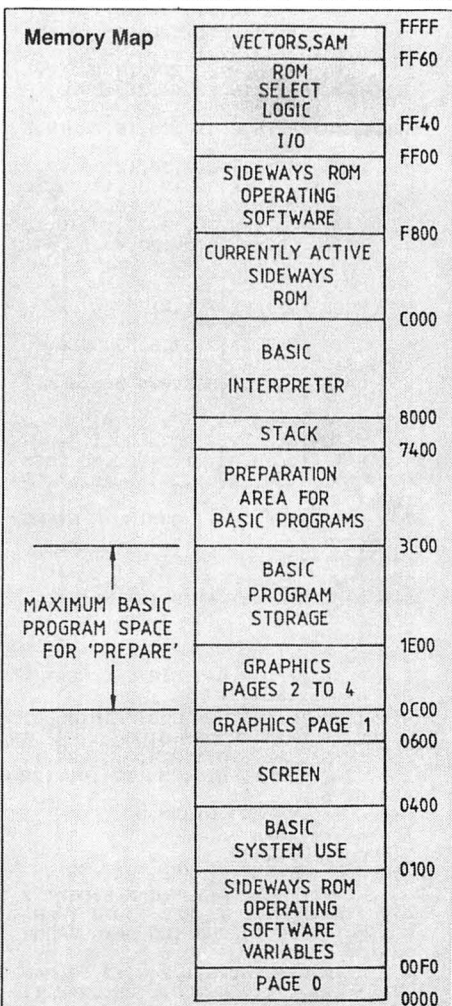 Memory Map
FFFF
VECTORS,SAM
FF60
ROM
SELECT
LOGIC
FF40
I/O
FF00
SIDEWAYS ROM
OPERATING
SOFTWARE
F800
CURRENTLY ACTIVE
SIDEWAYS
ROM
C000
BASIC
INTERPRETER
8000
STACK
7400
PREPARATION
AREA FOR
BASIC PROGRAMS
3C00
MAXIMUM BASIC
PROGRAM SPACE
FOR 'PREPARE'
BASIC
PROGRAM
STORAGE
1E00
GRAPHICS
PAGES 2 TO 4
0C00
GRAPHICS PAGE 1
0600
SCREEN
0400
BASIC
SYSTEM USE
0100
SIDEWAYS ROM
OPERATING
SOFTWARE
VARIABLES
00F0
PAGE 0
0000